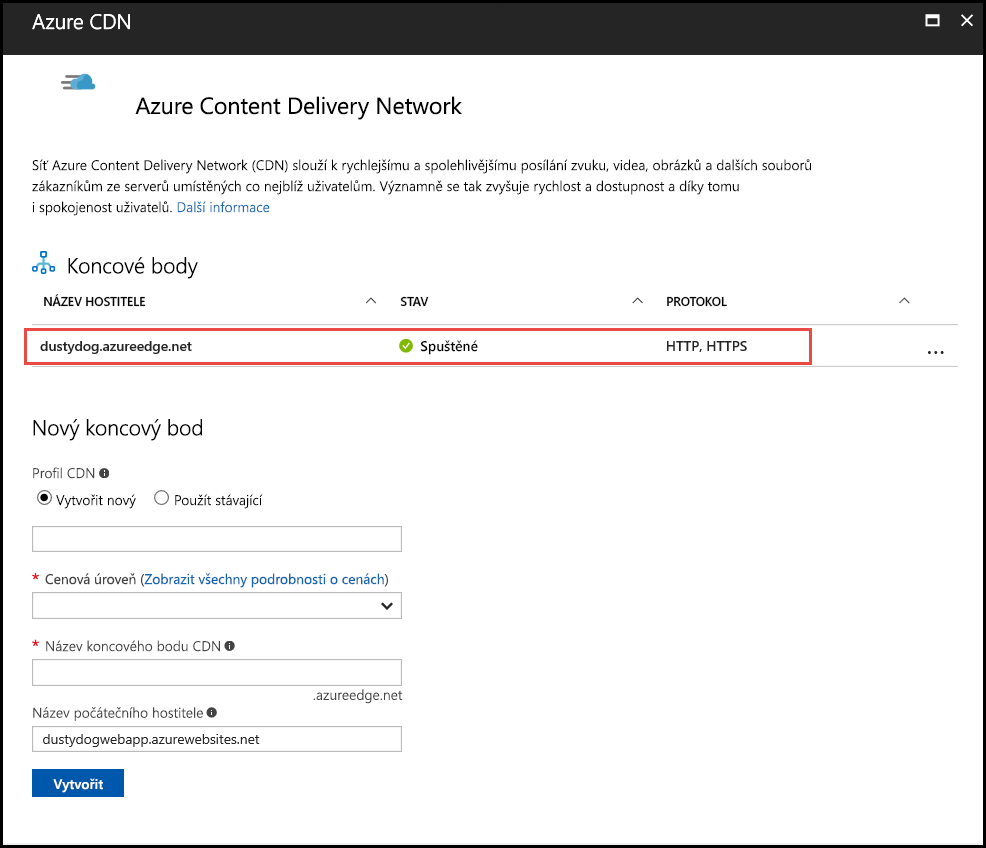 Azure CDN
Azure Content Delivery Network
Síť Azure Content Delivery Network (CDN) slouží k rychlejšímu a spolehlivějšímu posílání zvuku, videa, obrázků a dalších souborů
zákazníkům ze serverů umístěných co nejblíž uživatelům. Významně se tak zvyšuje rychlost a dostupnost a díky tomu
i spokojenost uživatelů. Další informace
Koncové body
NÁZEV HOSTITELE STAV PROTOKOL
dustydog.azureedge.net Spuštěné HTTP, HTTPS ...
Nový koncový bod
Profil CDN
Vytvořit nový Použít stávající
* Cenová úroveň (Zobrazit všechny podrobnosti o cenách)
* Název koncového bodu CDN
.azureedge.net
Název počátečního hostitele
dustydogwebapp.azurewebsites.net
Vytvořit